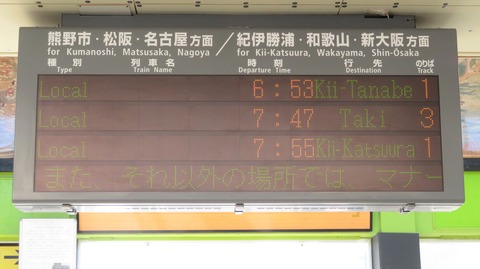 熊野市・松阪・名古屋方面 / 紀伊勝浦・和歌山・新大阪方面
for Kumanoshi, Matsusaka, Nagoya for Kii-Katsuura, Wakayama, Shin-Osaka
種別 列車名 時刻 行先 のりば
Type Train Name Departure Time Destination Track
Local 6:53 Kii-Tanabe 1
Local 7:47 Taki 3
Local 7:55 Kii-Katsuura 1
また、それ以外の場所では、マナー